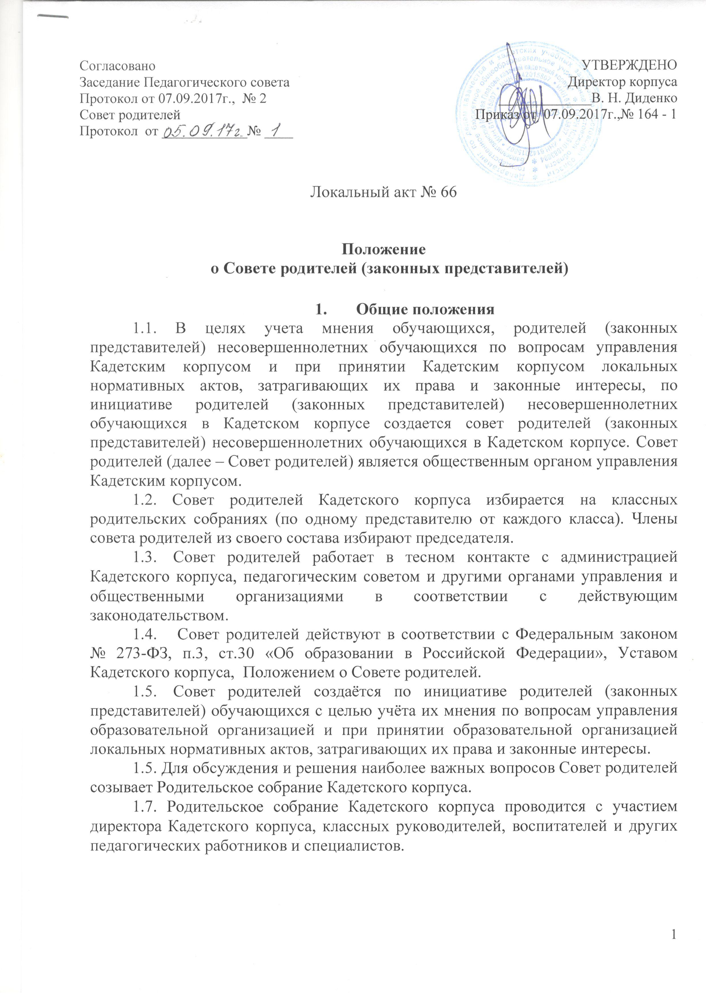 Согласовано
Заседание Педагогического совета
Протокол от 07.09.2017г.,  № 2
Совет родителей
Протокол  от 05.09.17г. № 1
УТВЕРЖДЕНО
Директор корпуса
В. Н. Диденко
Приказ от  07.09.2017г.,№ 164 - 1
Локальный акт № 66
Положение
о Совете родителей (законных представителей)
1. Общие положения
1.1. В целях учета мнения обучающихся, родителей (законных
представителей) несовершеннолетних обучающихся по вопросам управления
Кадетским корпусом и при принятии Кадетским корпусом локальных
нормативных актов, затрагивающих их права и законные интересы, по
инициативе родителей (законных представителей) несовершеннолетних
обучающихся в Кадетском корпусе создается совет родителей (законных
представителей) несовершеннолетних обучающихся в Кадетском корпусе. Совет
родителей (далее – Совет родителей) является общественным органом управления
Кадетским корпусом.
1.2. Совет родителей Кадетского корпуса избирается на классных
родительских собраниях (по одному представителю от каждого класса). Члены
совета родителей из своего состава избирают председателя.
1.3. Совет родителей работает в тесном контакте с администрацией
Кадетского корпуса, педагогическим советом и другими органами управления и
общественными организациями в соответствии с действующим
законодательством.
1.4. Совет родителей действуют в соответствии с Федеральным законом
№ 273-ФЗ, п.3, ст.30 «Об образовании в Российской Федерации», Уставом
Кадетского корпуса,  Положением о Совете родителей.
1.5. Совет родителей создаётся по инициативе родителей (законных
представителей) обучающихся с целью учёта их мнения по вопросам управления
образовательной организацией и при принятии образовательной организацией
локальных нормативных актов, затрагивающих их права и законные интересы.
1.5. Для обсуждения и решения наиболее важных вопросов Совет родителей
созывает Родительское собрание Кадетского корпуса.
1.7. Родительское собрание Кадетского корпуса проводится с участием
директора Кадетского корпуса, классных руководителей, воспитателей и других
педагогических работников и специалистов.
1